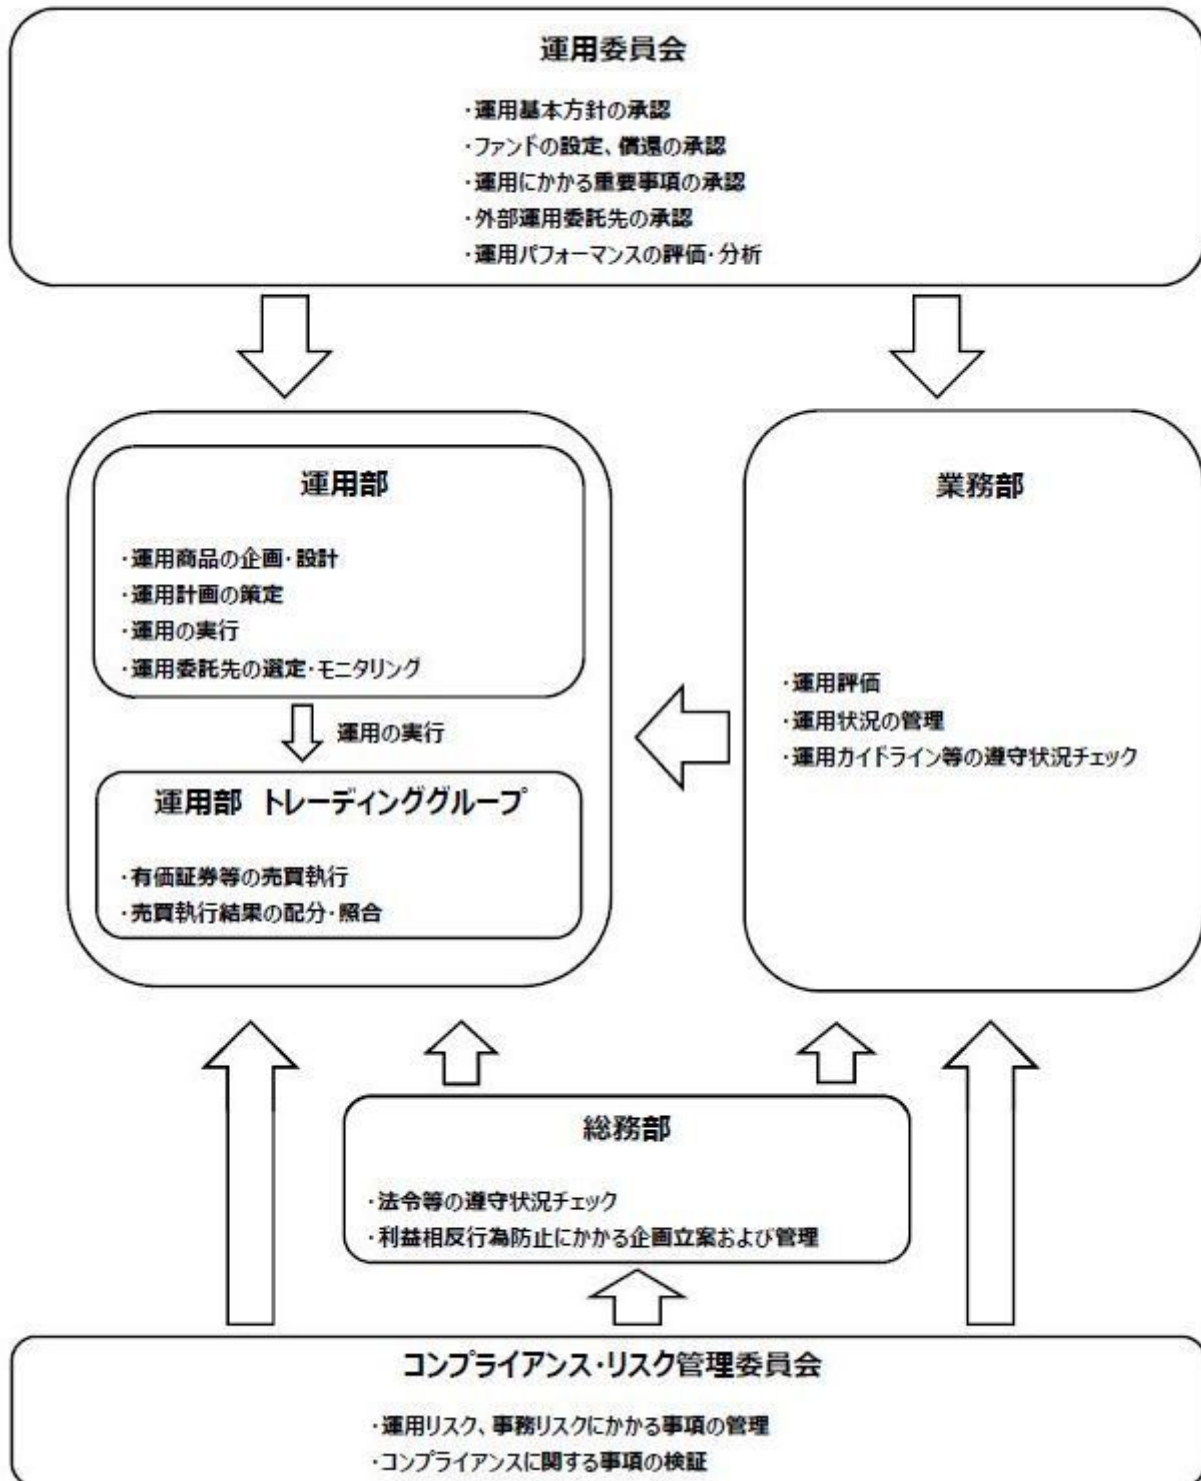 運用委員会
・運用基本方針の承認
・ファンドの設定、償還の承認
・運用にかかる重要事項の承認
・外部運用委託先の承認
・運用パフォーマンスの評価・分析
運用部
・運用商品の企画・設計
・運用計画の策定
・運用の実行
・運用委託先の選定・モニタリング
運用の実行
運用部 トレーディンググループ
・有価証券等の売買執行
・売買執行結果の配分・照合
業務部
・運用評価
・運用状況の管理
・運用ガイドライン等の遵守状況チェック
総務部
・法令等の遵守状況チェック
・利益相反行為防止にかかる企画立案および管理
コンプライアンス・リスク管理委員会
・運用リスク、事務リスクにかかる事項の管理
・コンプライアンスに関する事項の検証